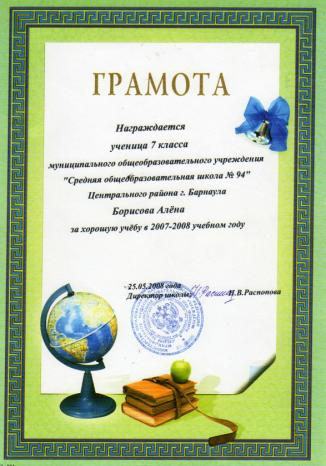 ГРАМОТА
Награждается
ученица 7 класса
муниципального общеобразовательного учреждения
"Средняя общеобразовательная школа № 94"
Центрального района г. Барнаула
Борисова Алёна
за хорошую учёбу в 2007-2008 учебном году
25.05.2008 года
Директор школы: Н.В.Распопова